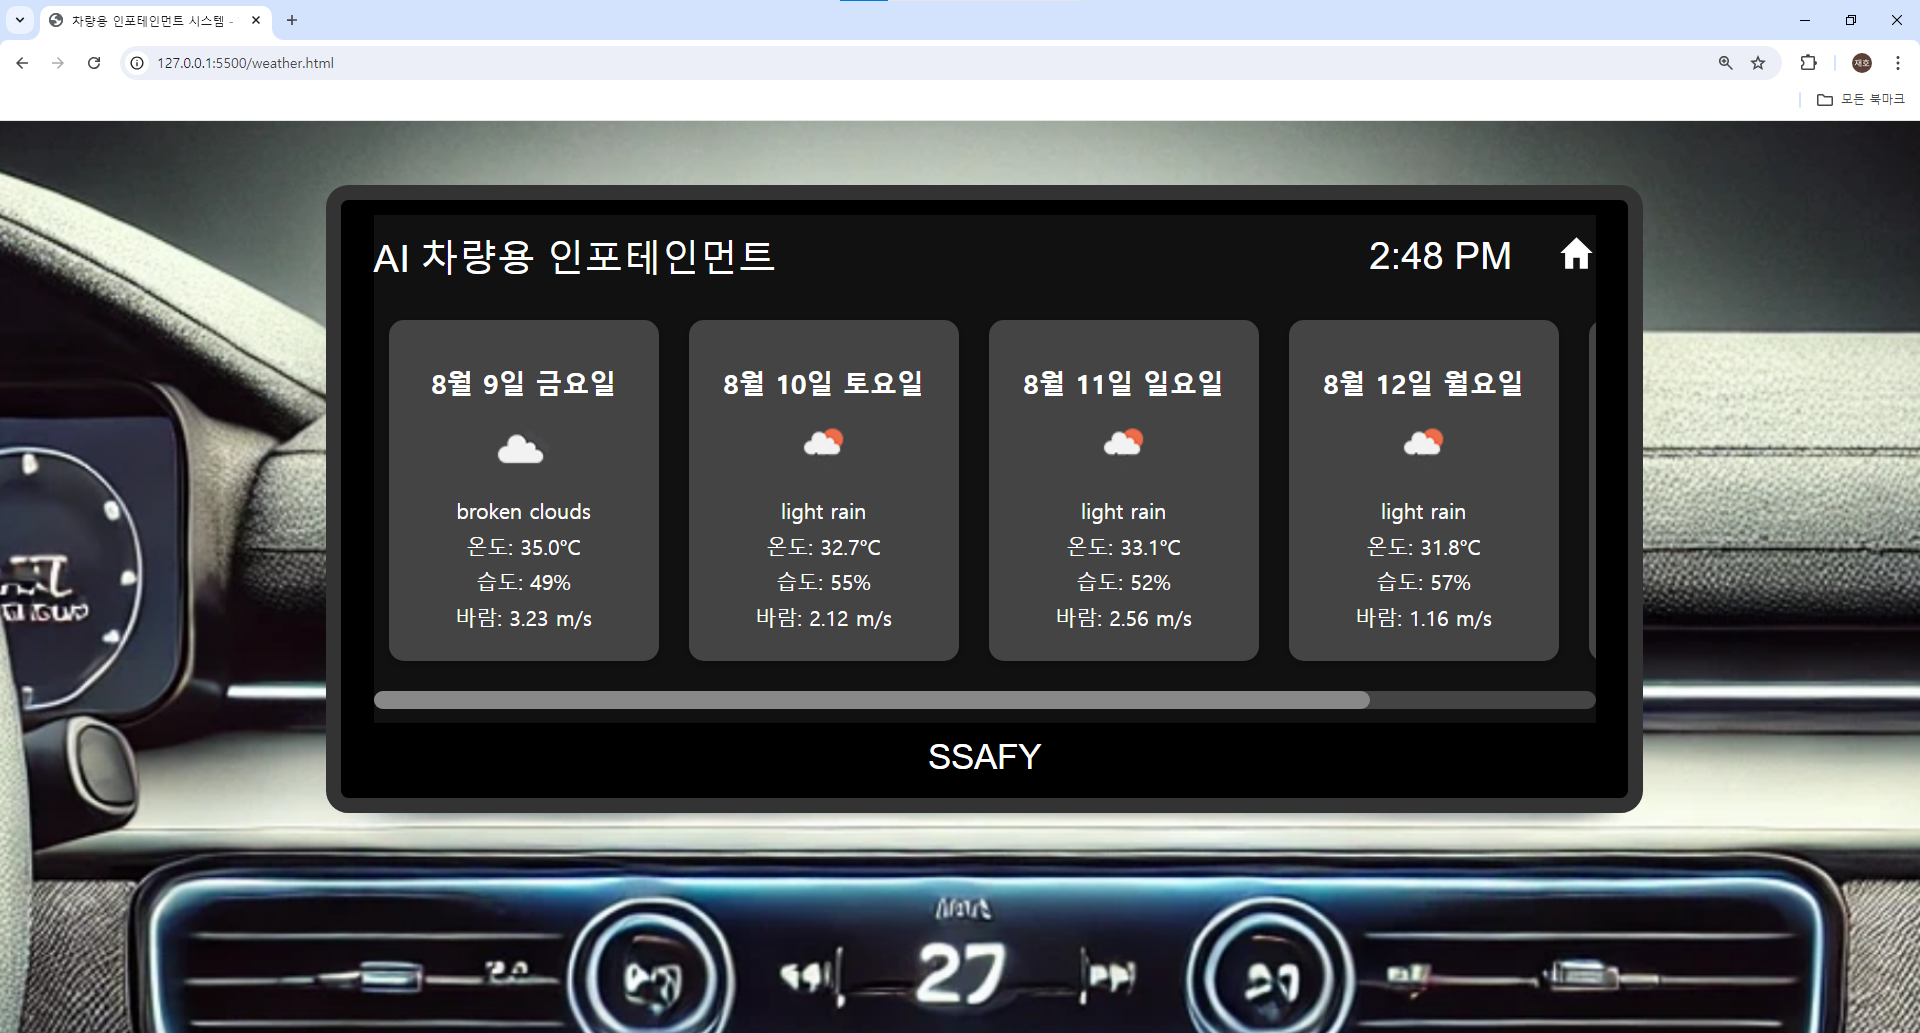 차량용 인포테인먼트 시스템 -
127.0.0.1:5500/weather.html
재호
모든 북마크
AI 차량용 인포테인먼트
2:48 PM
8월 9일 금요일
broken clouds
온도: 35.0°C
습도: 49%
바람: 3.23 m/s
8월 10일 토요일
light rain
온도: 32.7°C
습도: 55%
바람: 2.12 m/s
8월 11일 일요일
light rain
온도: 33.1°C
습도: 52%
바람: 2.56 m/s
8월 12일 월요일
light rain
온도: 31.8°C
습도: 57%
바람: 1.16 m/s
SSAFY
27